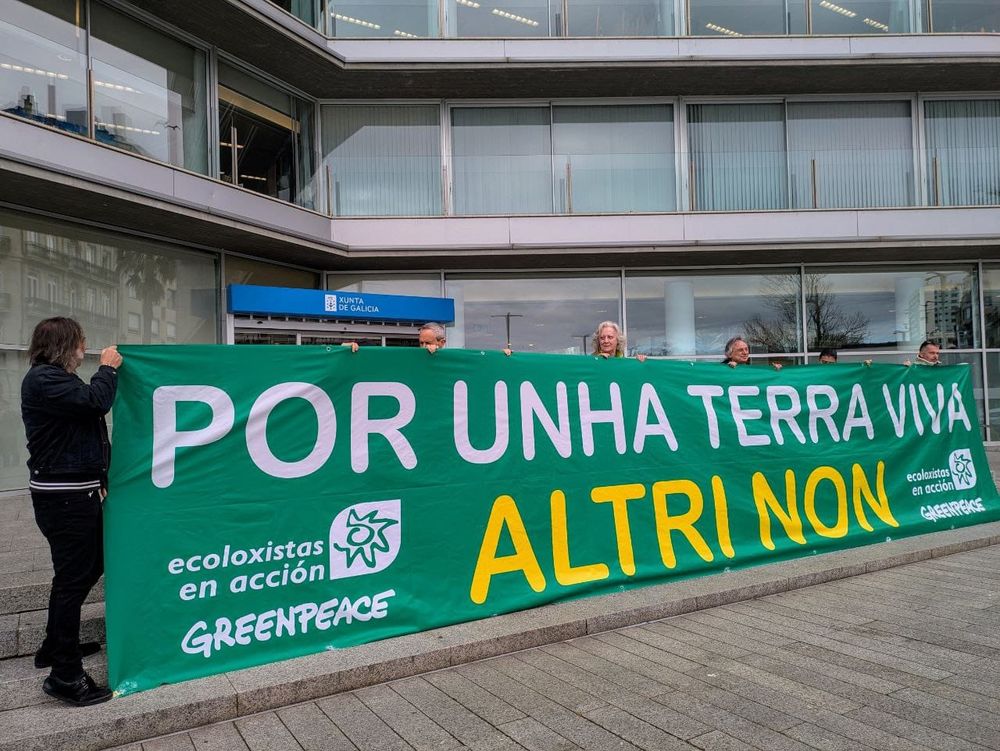 XUNTA
DE GALICIA
POR UNHA TERRA VIVA
ALTRI NON
ecoloxistas
en acción
GREENPEACE
ecoloxistas
en acción
GREENPEACE